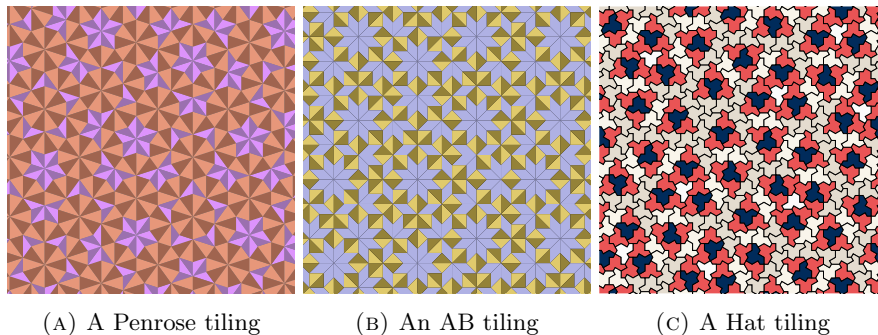 (A) A Penrose tiling
(B) An AB tiling
(C) A Hat tiling